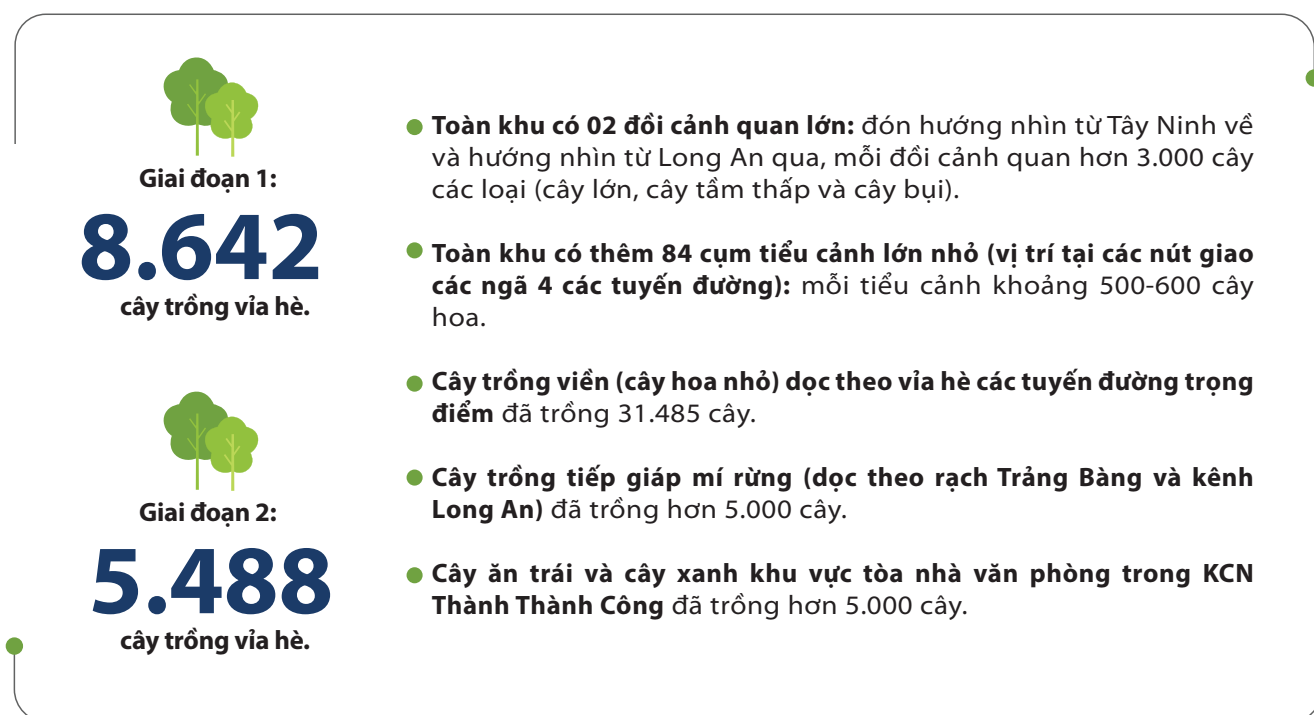 Giai đoạn 1:
8.642
cây trồng vỉa hè.
Giai đoạn 2:
5.488
cây trồng vỉa hè.
Toàn khu có 02 đồi cảnh quan lớn: đón hướng nhìn từ Tây Ninh về
và hướng nhìn từ Long An qua, mỗi đồi cảnh quan hơn 3.000 cây
các loại (cây lớn, cây tầm thấp và cây bụi).
Toàn khu có thêm 84 cụm tiểu cảnh lớn nhỏ (vị trí tại các nút giao
các ngã 4 các tuyến đường): mỗi tiểu cảnh khoảng 500-600 cây
hoa.
Cây trồng viền (cây hoa nhỏ) dọc theo vỉa hè các tuyến đường trọng
điểm đã trồng 31.485 cây.
Cây trồng tiếp giáp mí rừng (dọc theo rạch Trảng Bàng và kênh
Long An) đã trồng hơn 5.000 cây.
Cây ăn trái và cây xanh khu vực tòa nhà văn phòng trong KCN
Thành Thành Công đã trồng hơn 5.000 cây.